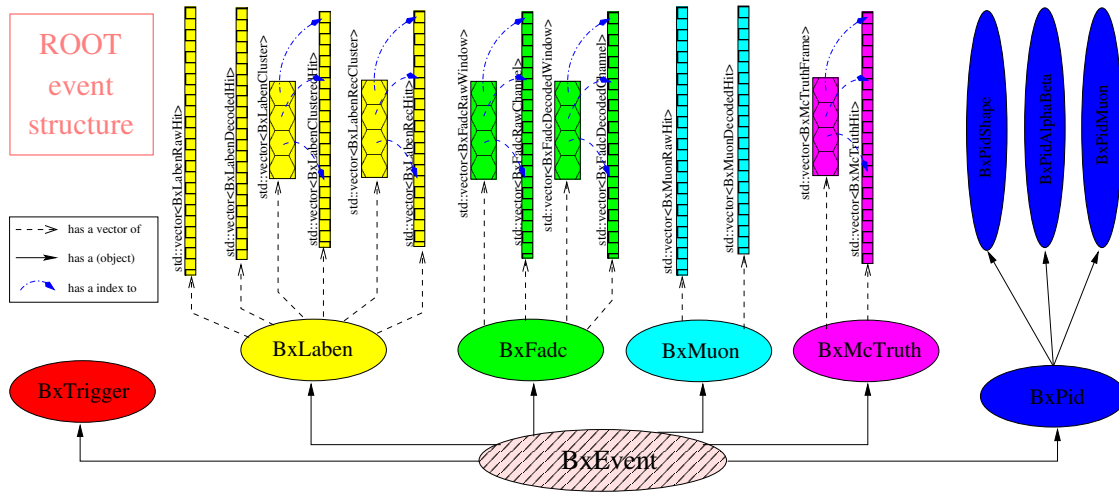 ROOT
event
structure
has a vector of
has a (object)
has a index to
std::vector<BxLabenRawHit>
std::vector<BxLabenDecodedHit>
std::vector<BxLabenCluster>
std::vector<BxLabenClusteredHit>
std::vector<BxLabenRecCluster>
std::vector<BxLabenRecHitt>
std::vector<BxFadcRawWindow>
std::vector<BxFadcRawChannel>
std::vector<BxFadcDecodedWindow>
std::vector<BxFadcDecodedChannel>
std::vector<BxMuonRawHit>
std::vector<BxMuonDecodedHit>
std::vector<BxMcTruthFrame>
std::vector<BxMcTruthHit>
BxPidShape
BxPidAlphaBeta
BxPidMuon
BxLaben
BxFadc
BxMuon
BxMcTruth
BxTrigger
BxPid
BxEvent